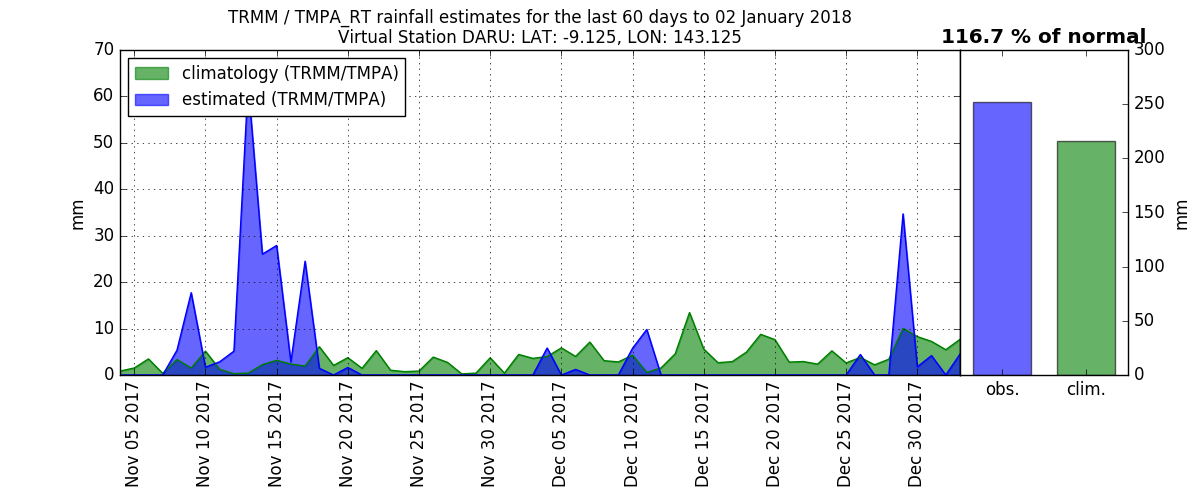 TRMM / TMPA_RT rainfall estimates for the last 60 days to 02 January 2018
Virtual Station DARU: LAT: -9.125, LON: 143.125
116.7 % of normal
climatology (TRMM/TMPA)
estimated (TRMM/TMPA)
70
60
50
40
30
20
10
0
mm
Nov 05 2017
Nov 10 2017
Nov 15 2017
Nov 20 2017
Nov 25 2017
Nov 30 2017
Dec 05 2017
Dec 10 2017
Dec 15 2017
Dec 20 2017
Dec 25 2017
Dec 30 2017
300
250
200
150
100
50
0
mm
obs.
clim.